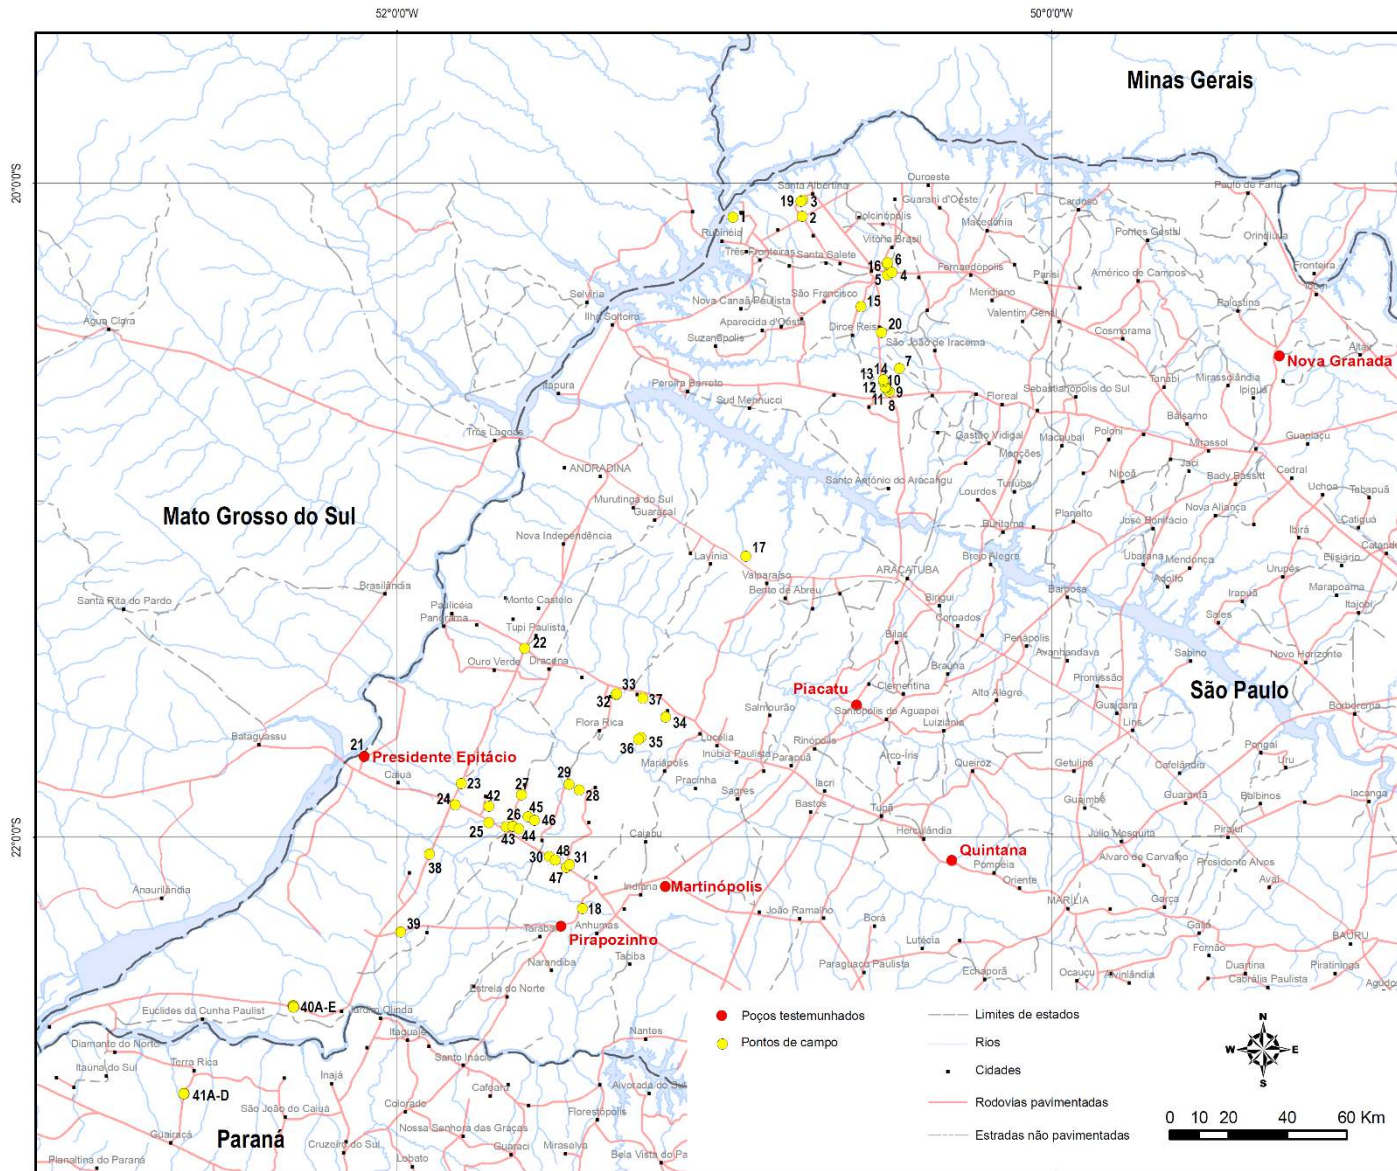 52°0'0"W
50°0'0"W
Minas Gerais
20°0'0"S
Santa Albertina
Ouroeste
Paulo de Faria
19
3
Guarani d'Oeste
Cardoso
1
2
Dolcinópolis
Macedônia
Rubinéia
Vitória Brasil
Pontes Gestal
Orindiúva
Três Fronteiras
Santa Salete
16
6
5
4
Fernandópolis
Parisi
Américo de Campos
Fronteira
Icém
Selvíria
Nova Canaã Paulista
São Francisco
15
Meridiano
Valentim Gentil
Palestina
Ilha Solteira
Aparecida d'Oeste
Dirce Reis
20
Cosmorama
Água Clara
Suzanápolis
São João de Iracema
Altair
Nova Granada
14
7
13
10
12
9
11
8
Itapura
Pereira Barreto
Sud Mennucci
Sebastianópolis do Sul
Tanabi
Mirassolândia
Ipiguá
Floreal
Bálsamo
Três Lagoas
Gastão Vidigal
Macaubal
Poloni
Mirassol
Guapiaçu
Monções
ANDRADINA
Jaci
Cedral
Santo Antônio do Aracanguá
Turiúba
Nipoã
Bady Bassitt
Murutinga do Sul
Lourdes
Uchoa
Tabapuã
Guaraçaí
Mato Grosso do Sul
Buritama
Planalto
José Bonifácio
Nova Aliança
Catiguá
Nova Independência
Ibirá
17
Lavínia
Brejo Alegre
Ubarana
Mendonça
Elisiário
Catanduva
Valparaíso
ARAÇATUBA
Adolfo
Urupês
Brasilândia
Bento de Abreu
Barbosa
Marapoama
Santa Rita do Pardo
Monte Castelo
Birigui
Irapuã
Itajobi
Paulicéia
Panorama
Tupi Paulista
Coroados
Sales
22
Bilac
Penápolis
Avanhandava
Sabino
Novo Horizonte
Ouro Verde
Dracena
Braúna
Piacatu
Clementina
Alto Alegre
Promissão
São Paulo
33
32
37
Salmourão
Santópolis do Aguapeí
Guaiçara
Borborema
34
Luiziânia
Lins
Flora Rica
Lucélia
Bataguassu
21
36
35
Inúbia Paulista
Rinópolis
Pongaí
Presidente Epitácio
Mariápolis
Parapuã
Arco-Íris
Queiroz
Getulina
Cafelândia
Uru
Caiuá
23
29
Pracinha
28
Iacri
27
24
42
Sagres
Bastos
Guaimbê
Guarantã
Balbinos
Iacanga
45
Tupã
26
46
22°0'0"S
25
43
44
Caiabu
Herculândia
Júlio Mesquita
Pirajuí
48
30
31
Quintana
38
47
Pompéia
Álvaro de Carvalho
Presidente Alves
Anaurilândia
Indiana
Martinópolis
Oriente
Avaí
18
João Ramalho
MARÍLIA
Garça
39
Tarabai
Anhumas
Borá
Gália
Pirapozinho
Lutécia
BAURU
Fernão
Narandiba
Taciba
Paraguaçu Paulista
Echaporã
Ocauçu
Alvinlândia
Duartina
Piratininga
Cabrália Paulista
Agudos
Estrela do Norte
Euclides da Cunha Paulist
40A-E
Jardim Olinda
Poços testemunhados
Limites de estados
N
Itaguajé
Nantes
Diamante do Norte
Pontos de campo
Rios
W
E
Itaúna do Sul
Terra Rica
Santo Inácio
Cidades
S
41A-D
Inajá
Cafeara
Alvorada do Sul
Rodovias pavimentadas
0 10 20 40 60 Km
São João do Caiuá
Colorado
Florestópolis
Guairaçá
Paraná
Nossa Senhora das Graças
Estradas não pavimentadas
Cruzeiro do Sul
Guaraci
Miraselva
Planaltina do Paraná
Lobato
Bela Vista do Pa